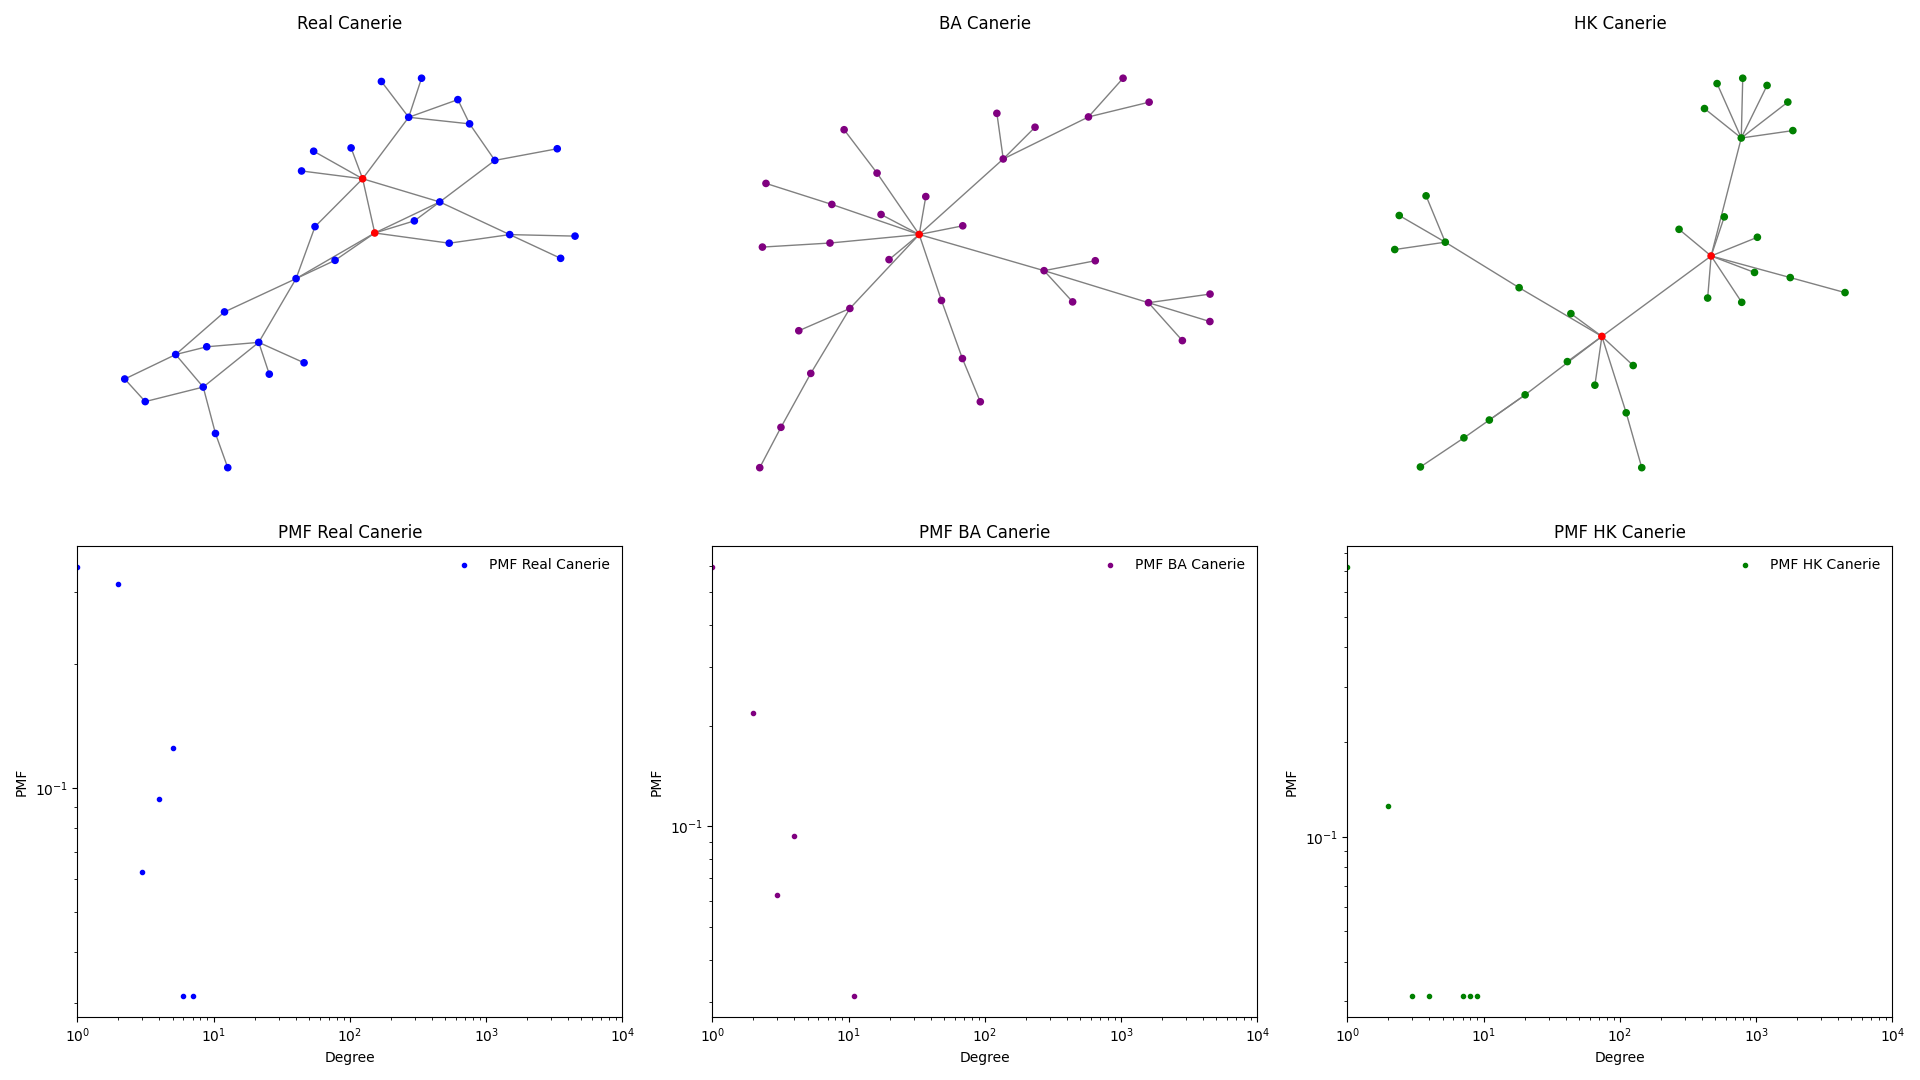 Real Canerie
BA Canerie
HK Canerie
PMF Real Canerie
PMF Real Canerie
PMF
10⁻¹
10⁰ 10¹ 10² 10³ 10⁴
Degree
PMF BA Canerie
PMF BA Canerie
PMF
10⁻¹
10⁰ 10¹ 10² 10³ 10⁴
Degree
PMF HK Canerie
PMF HK Canerie
PMF
10⁻¹
10⁰ 10¹ 10² 10³ 10⁴
Degree